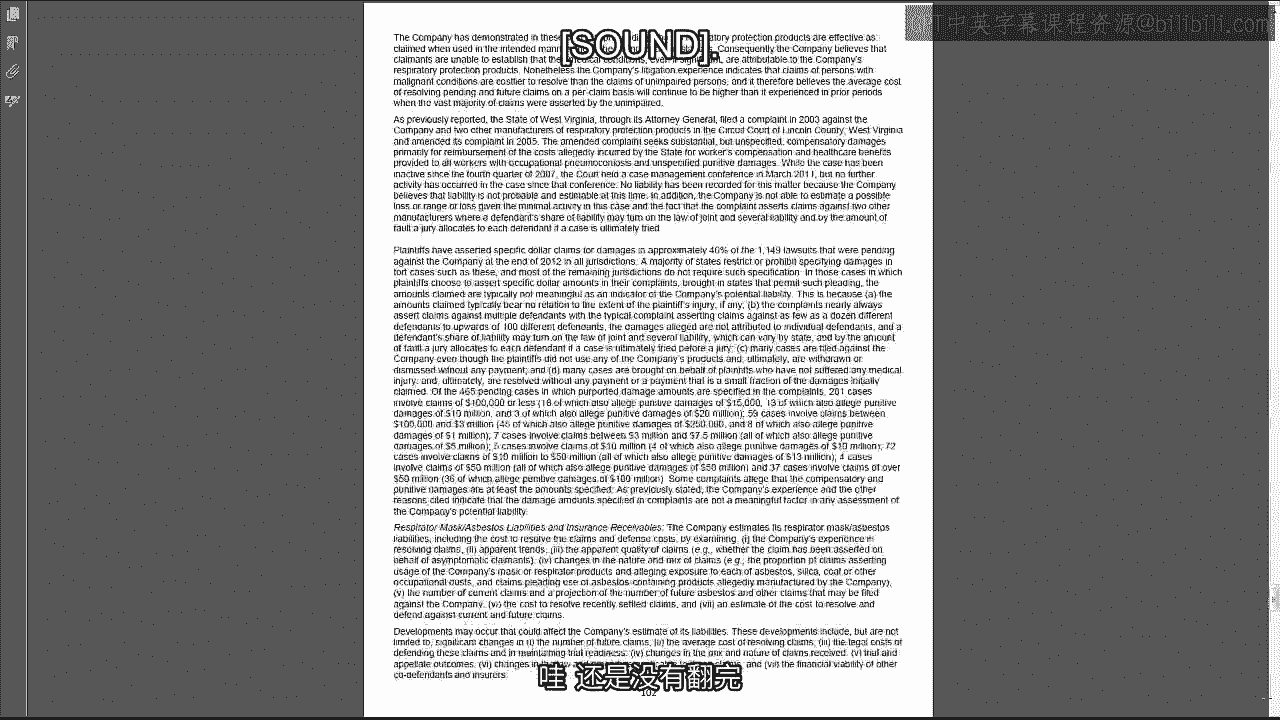 中英字幕课程资源@bilibili.com
[SOUND].
The Company has demonstrated in these protection products are effective as
claimed when used in the intended Consequently the Company believes that
claimants are unable to establish that their medical conditions, even if significant, are attributable to the Company's
respiratory protection products. Nonetheless the Company's litigation experience indicates that claims of persons with
malignant conditions are costlier to resolve than the claims of unimpaired persons, and it therefore believes the average cost
of resolving pending and future claims on a per-claim basis will continue to be higher than it experienced in prior periods
when the vast majority of claims were asserted by the unimpaired.
As previously reported, the State of West Virginia, through its Attorney General, filed a complaint in 2003 against the
Company and two other manufacturers of respiratory protection products in the Circuit Court of Lincoln County, West Virginia
and amended its complaint in 2005. The amended complaint seeks substantial, but unspecified, compensatory damages
primarily for reimbursement of the costs allegedly incurred by the State for worker's compensation and healthcare benefits
provided to all workers with occupational pneumoconiosis and unspecified punitive damages. While the case has been
inactive since the fourth quarter of 2007, the Court held a case management conference in March 2011, but no further
activity has occurred in the case since that conference. No liability has been recorded for this matter because the Company
believes that liability is not probable and estimable at this time. In addition, the Company is not able to estimate a possible
loss or range of loss given the minimal activity in this case and the fact that the complaint asserts claims against two other
manufacturers where a defendant's share of liability may turn on the law of joint and several liability and by the amount of
fault a jury allocates to each defendant if a case is ultimately tried
Plaintiffs have asserted specific dollar claims for damages in approximately 40% of the 1,149 lawsuits that were pending
against the Company at the end of 2012 in all jurisdictions. A majority of states restrict or prohibit specifying damages in
tort cases such as these, and most of the remaining jurisdictions do not require such specification. In those cases in which
plaintiffs choose to assert specific dollar amounts in their complaints, brought in states that permit such pleading, the
amounts claimed are typically not meaningful as an indicator of the Company's potential liability. This is because (a) the
amounts claimed typically bear no relation to the extent of the plaintiff's injury, if any; (b) the complaints nearly always
assert claims against multiple defendants with the typical complaint asserting claims against as few as a dozen different
defendants to upwards of 100 different defendants, the damages alleged are not attributed to individual defendants, and a
defendant's share of liability may turn on the law of joint and several liability, which can vary by state, and by the amount
of fault a jury allocates to each defendant if a case is ultimately tried before a jury; (c) many cases are filed against the
Company even though the plaintiffs did not use any of the Company's products and, ultimately, are withdrawn or
dismissed without any payment; and (d) many cases are brought on behalf of plaintiffs who have not suffered any medical
injury, and, ultimately, are resolved without any payment or a payment that is a small fraction of the damages initially
claimed. Of the 465 pending cases in which purported damage amounts are specified in the complaints, 281 cases
involve claims of $100,000 or less (18 of which also allege punitive damages of $15,000, 13 of which also allege punitive
damages of $10 million, and 3 of which also allege punitive damages of $20 million); 59 cases involve claims between
$100,000 and $3 million (45 of which also allege punitive damages of $250,000, and 8 of which also allege punitive
damages of $1 million); 7 cases involve claims between $3 million and $7.5 million (all of which also allege punitive
damages of $5 million); 5 cases involve claims of $10 million (4 of which also allege punitive damages of $10 million); 72
cases involve claims of $10 million to $50 million (all of which also allege punitive damages of $13 million); 4 cases
involve claims of $50 million (all of which also allege punitive damages of $50 million) and 37 cases involve claims of over
$50 million (36 of which allege punitive damages of $100 million). Some complaints allege that the compensatory and
punitive damages are at least the amounts specified. As previously stated, the Company's experience and the other
reasons cited indicate that the damage amounts specified in complaints are not a meaningful factor in any assessment of
the Company's potential liability.
Respirator Mask/Asbestos Liabilities and Insurance Receivables: The Company estimates its respirator mask/asbestos
liabilities, including the cost to resolve the claims and defense costs, by examining: (i) the Company's experience in
resolving claims, (ii) apparent trends, (iii) the apparent quality of claims (e.g., whether the claim has been asserted on
behalf of asymptomatic claimants), (iv) changes in the nature and mix of claims (e.g., the proportion of claims asserting
usage of the Company's mask or respirator products and alleging exposure to each of asbestos, silica, coal or other
occupational dusts, and claims pleading use of asbestos-containing products allegedly manufactured by the Company),
(v) the number of current claims and a projection of the number of future asbestos and other claims that may be filed
against the Company, (vi) the cost to resolve recently settled claims, and (vii) an estimate of the cost to resolve and
defend against current and future claims.
Developments may occur that could affect the Company's estimate of its liabilities. These developments include, but are not
limited to, significant changes in (i) the number of future claims, (ii) the average cost of resolving claims, (iii) the legal costs of
defending these claims and in maintaining trial readiness, (iv) changes in the mix and nature of claims received, (v) trial and
appellate outcomes, (vi) changes in the law and (vii) the financial viability of other
co-defendants and insurers.
哇 还是没有翻完
102